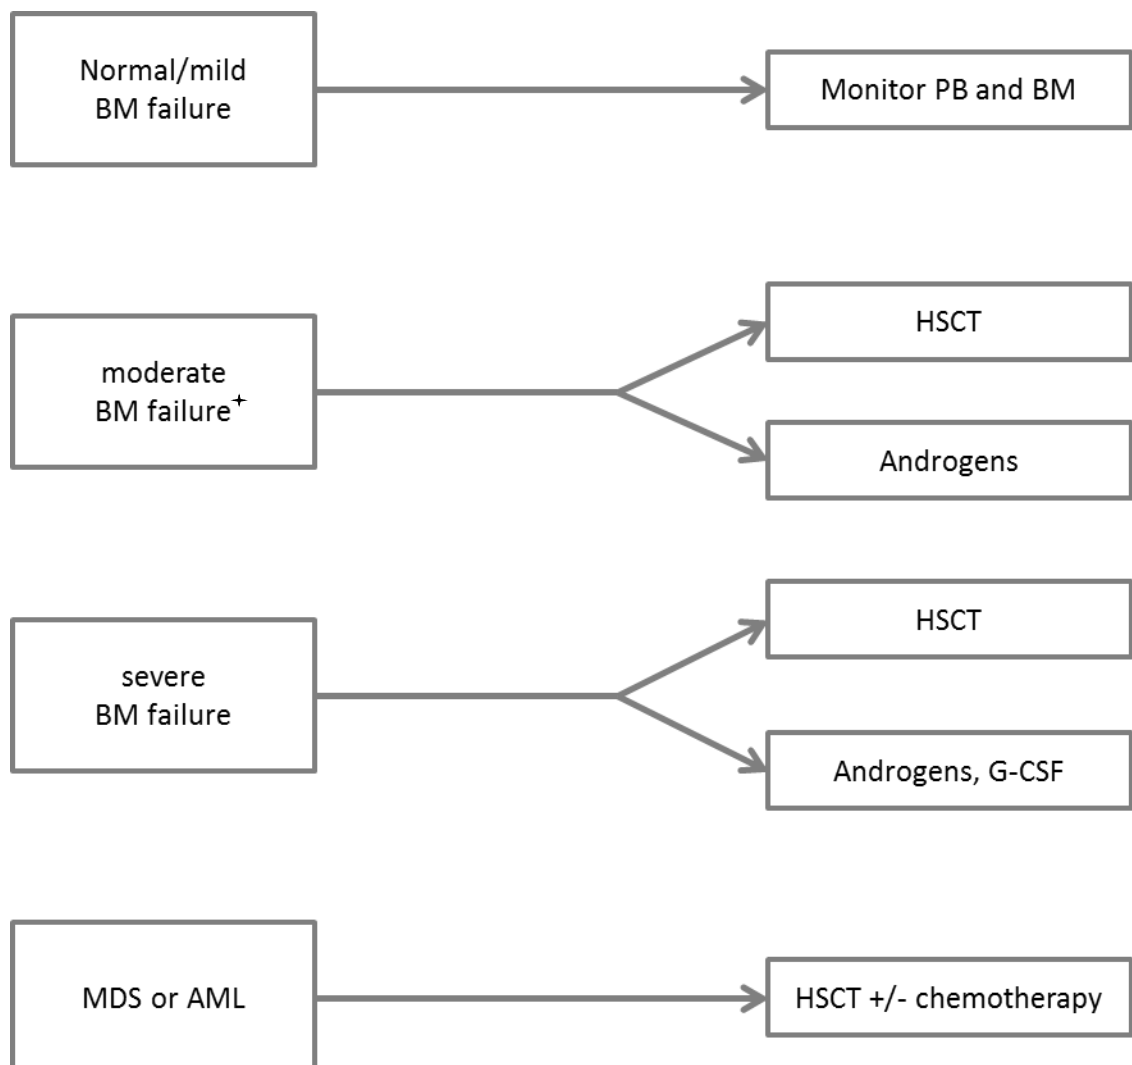 Normal/mild
BM failure
Monitor PB and BM
moderate
BM failure+
HSCT
Androgens
severe
BM failure
HSCT
Androgens, G-CSF
MDS or AML
HSCT +/- chemotherapy